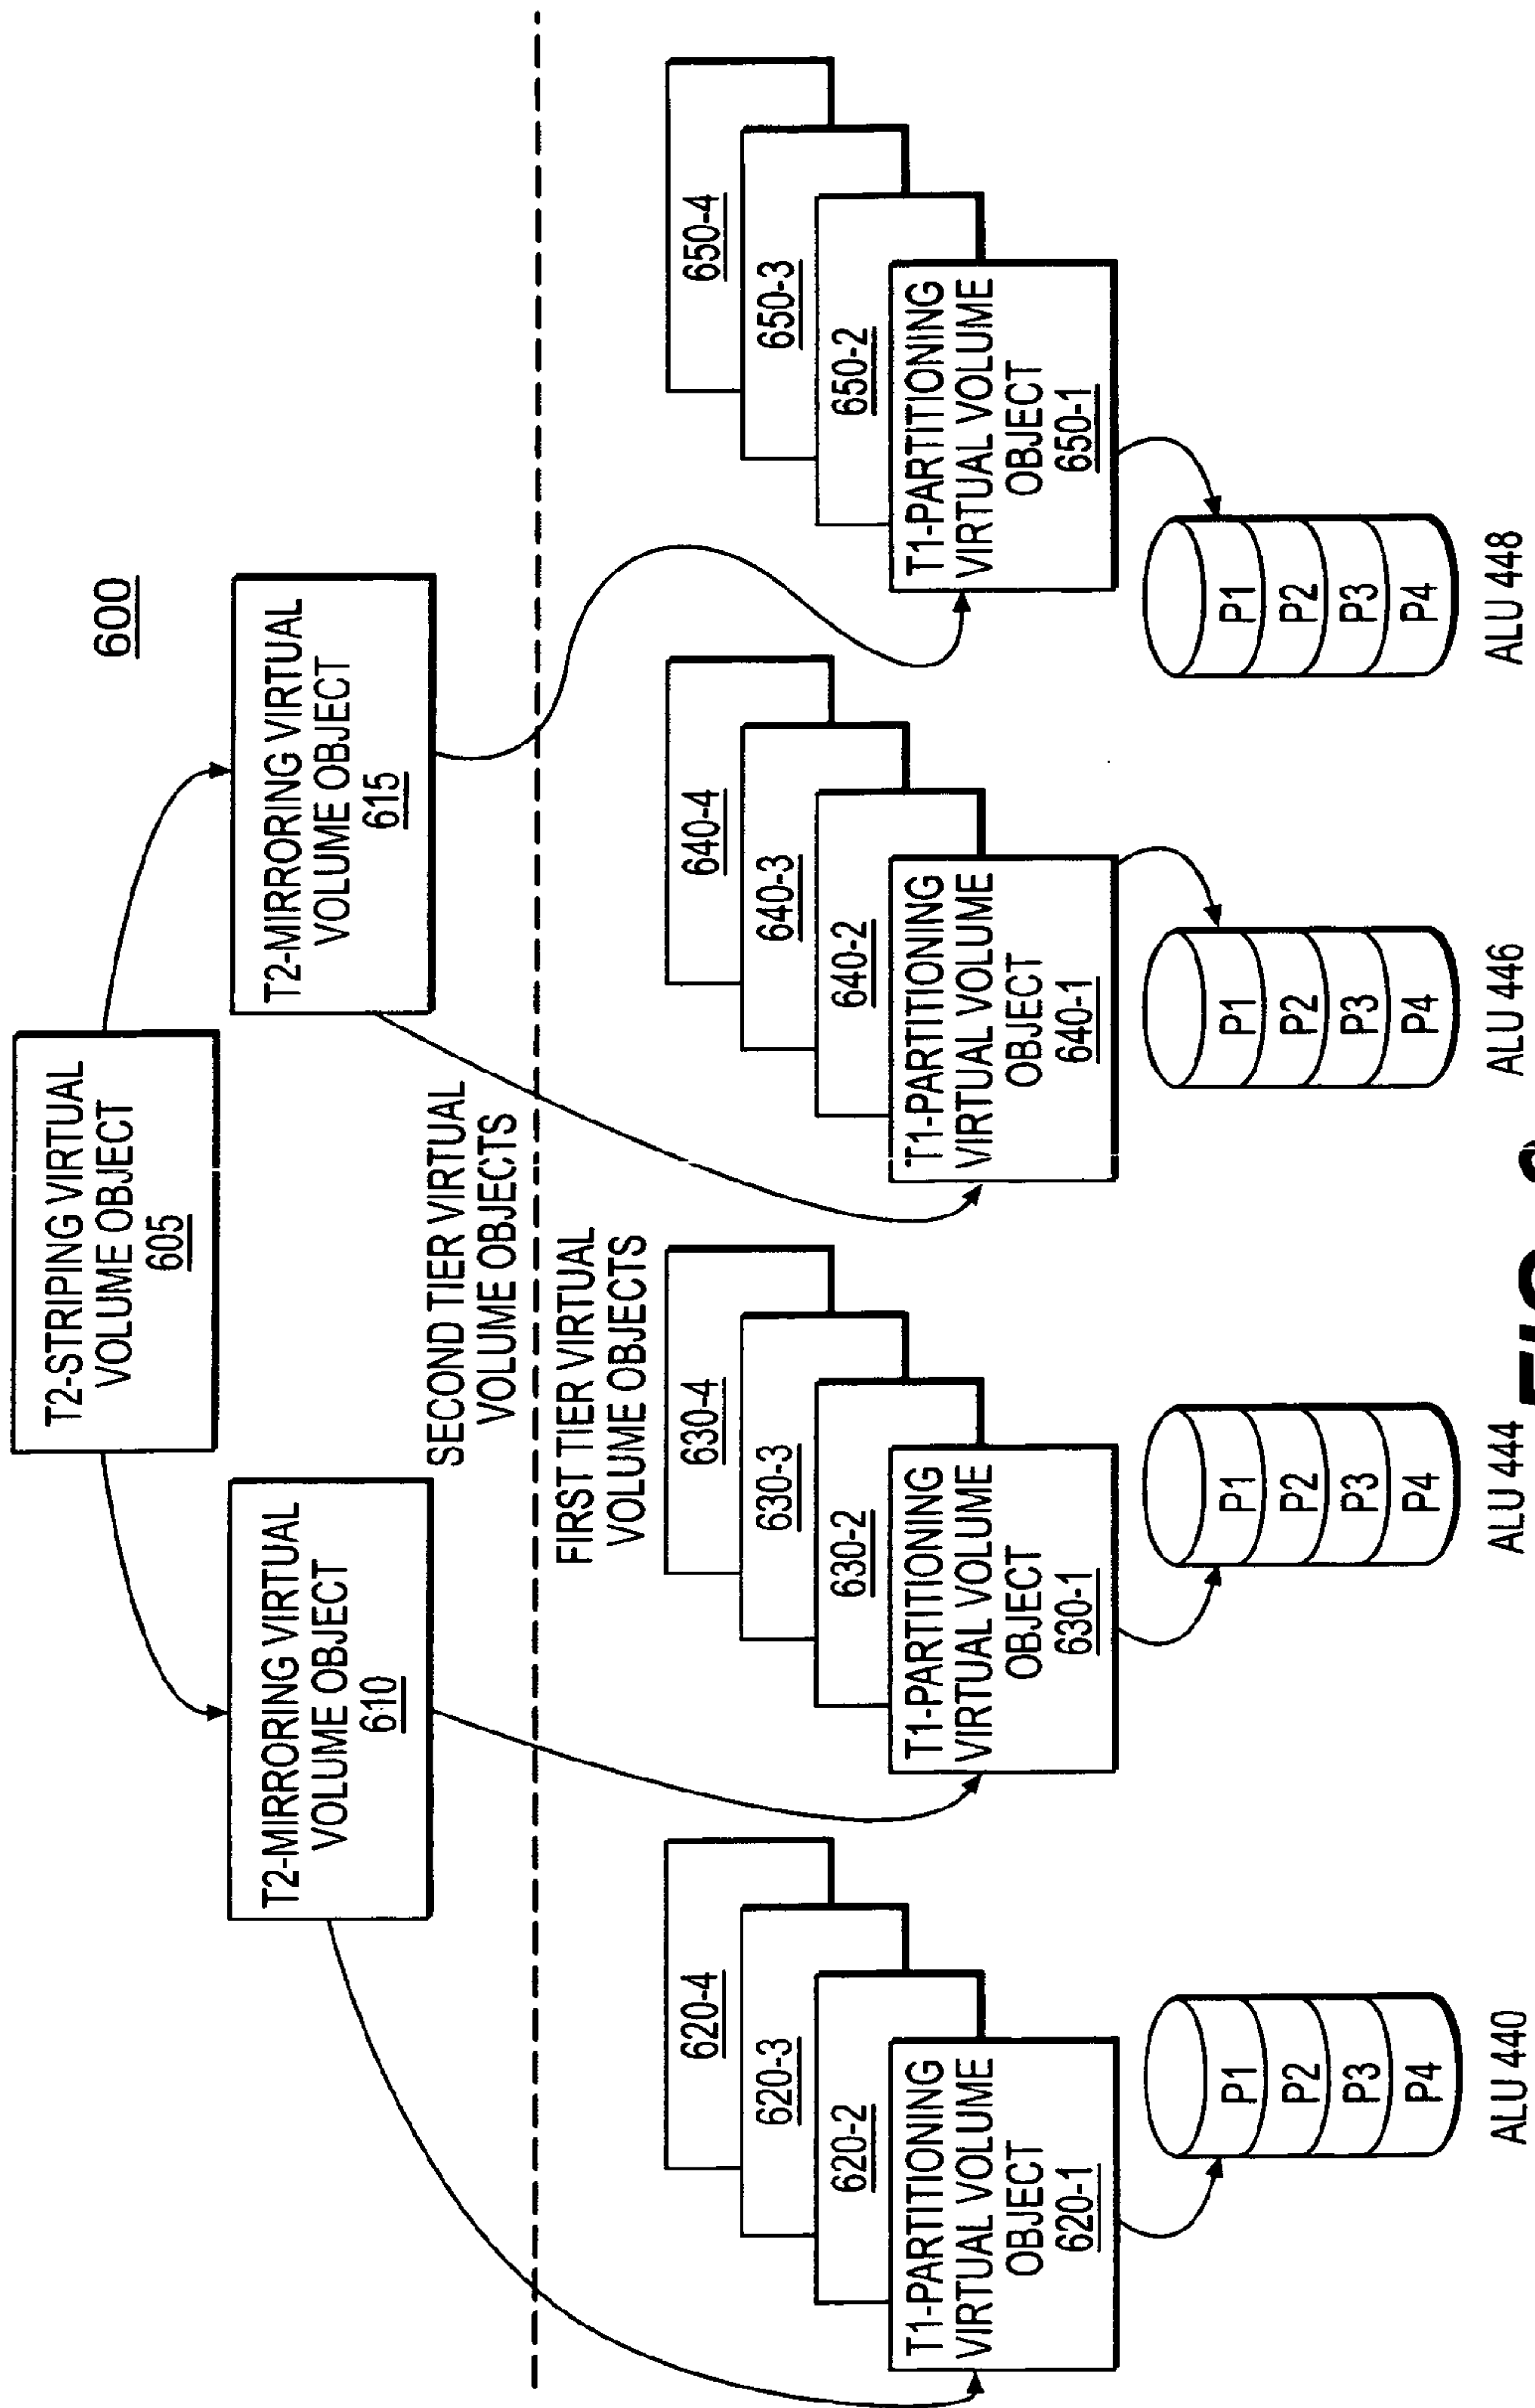 600
T2-STRIPING VIRTUAL
VOLUME OBJECT
605
T2-MIRRORING VIRTUAL
VOLUME OBJECT
610
T2-MIRRORING VIRTUAL
VOLUME OBJECT
615
SECOND TIER VIRTUAL
VOLUME OBJECTS
FIRST TIER VIRTUAL
VOLUME OBJECTS
620-4
620-3
620-2
T1-PARTITIONING
VIRTUAL VOLUME
OBJECT
620-1
630-4
630-3
630-2
T1-PARTITIONING
VIRTUAL VOLUME
OBJECT
630-1
640-4
640-3
640-2
T1-PARTITIONING
VIRTUAL VOLUME
OBJECT
640-1
650-4
650-3
650-2
T1-PARTITIONING
VIRTUAL VOLUME
OBJECT
650-1
P1
P2
P3
P4
ALU 440
P1
P2
P3
P4
ALU 444
P1
P2
P3
P4
ALU 446
P1
P2
P3
P4
ALU 448